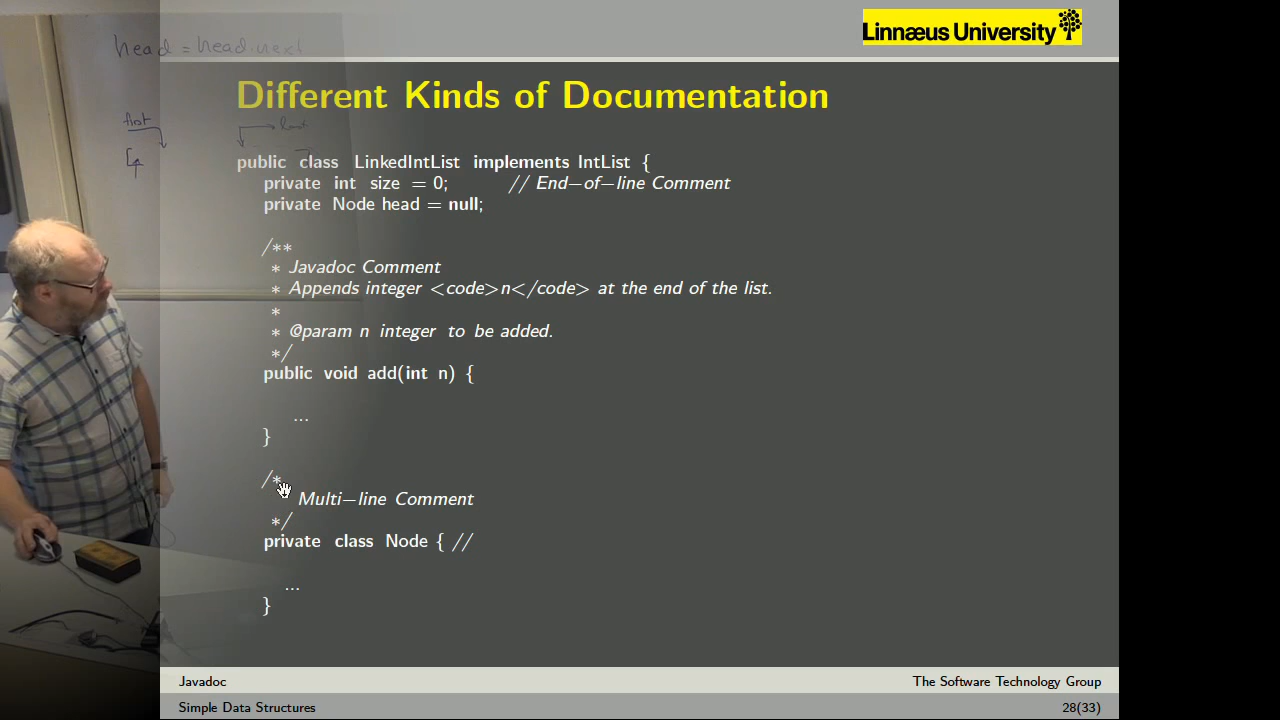 Linnæus University
head = head.next
Different Kinds of Documentation
public class LinkedIntList implements IntList {
private int size = 0; // End-of-line Comment
private Node head = null;
/**
* Javadoc Comment
* Appends integer <code>n</code> at the end of the list.
*
* @param n integer to be added.
*/
public void add(int n) {
...
}
/*
Multi-line Comment
*/
private class Node { //
...
}
Javadoc
The Software Technology Group
Simple Data Structures
28(33)